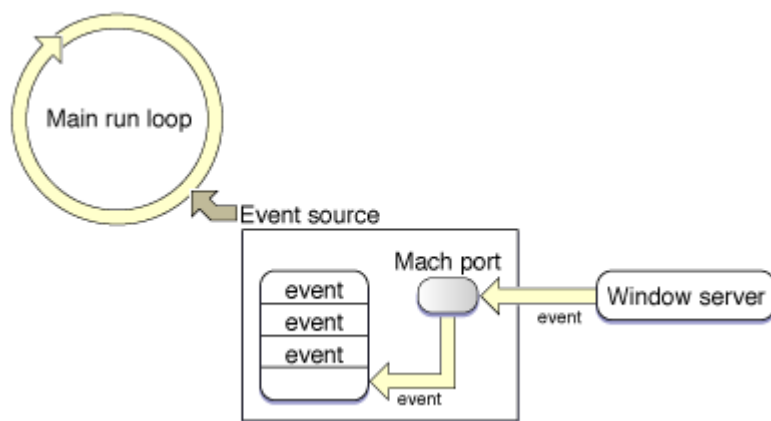 Main run loop
Event source
Mach port
event
event
event
Window server
event
event